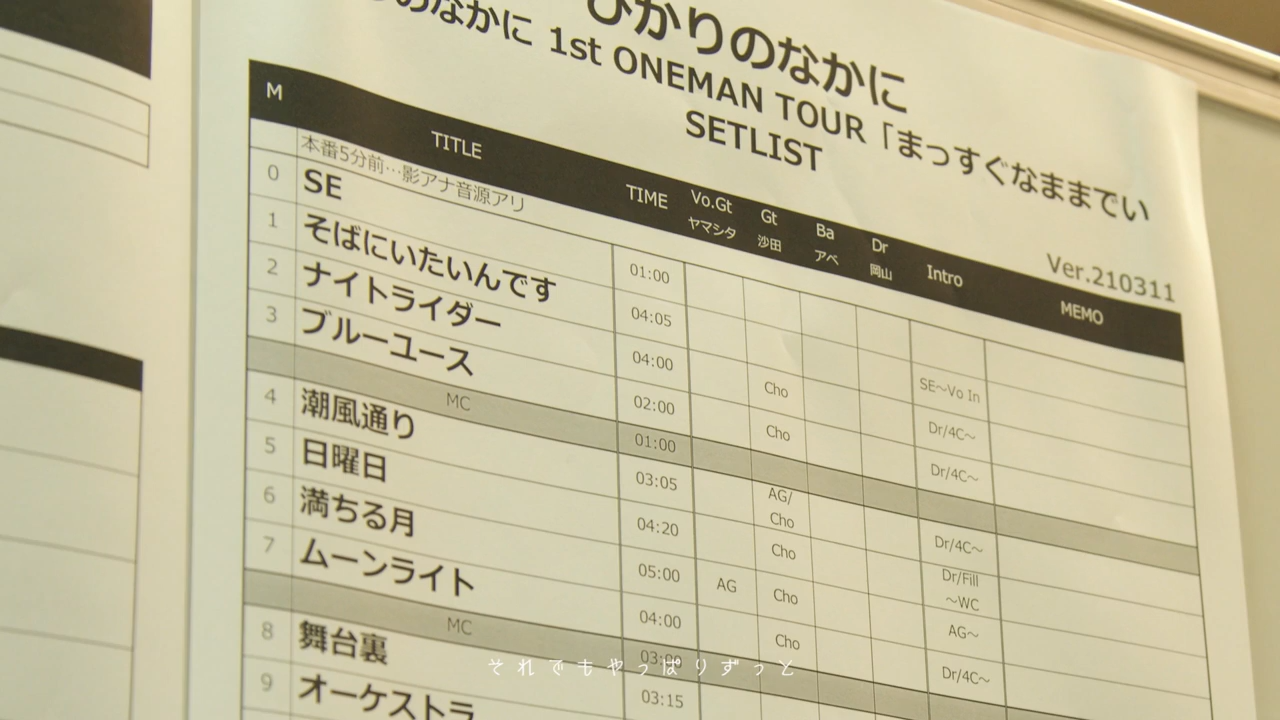 ひかりのなかに
りのなかに 1st ONEMAN TOUR「まっすぐなままでい
SETLIST
Ver.210311
M TITLE TIME Vo.Gt ヤマシタ Gt 沙田 Ba アベ Dr 岡山 Intro MEMO
本番5分前…影アナ音源アリ
0 SE 01:00
1 そばにいたいんです 04:05 SE～Vo In
2 ナイトライダー 04:00 Cho Dr/4C～
3 ブルーユース 02:00 Cho Dr/4C～
MC 01:00
4 潮風通り 03:05 AG/Cho Dr/4C～
5 日曜日 04:20 Cho Dr/Fill～WC
6 満ちる月 05:00 AG Cho AG～
7 ムーンライト 04:00 Cho Dr/4C～
MC 03:00
8 舞台裏 03:15
9 オーケストラ
それでもやっぱりずっと